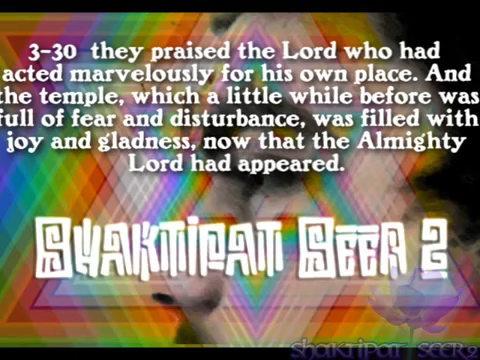 3-30 they praised the Lord who had
acted marvelously for his own place. And
the temple, which a little while before was
full of fear and disturbance, was filled with
joy and gladness, now that the Almighty
Lord had appeared.
SHAKTIPAT SEER 2
SHAKTIPAT SEER2